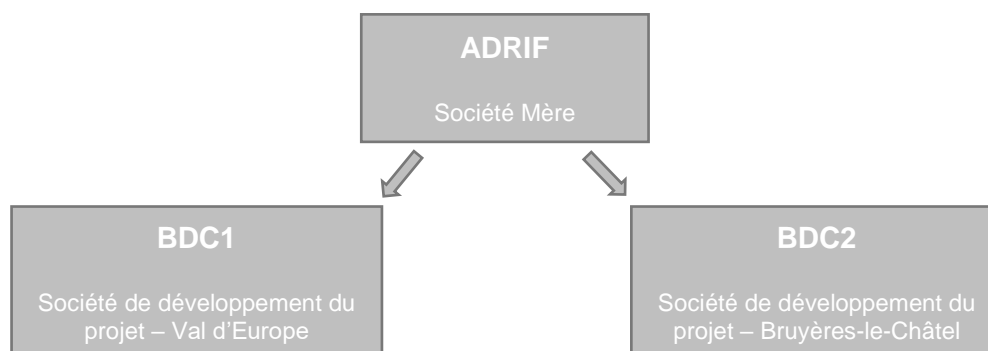 ADRIF
Société Mère
BDC1
Société de développement du
projet – Val d’Europe
BDC2
Société de développement du
projet – Bruyères-le-Châtel